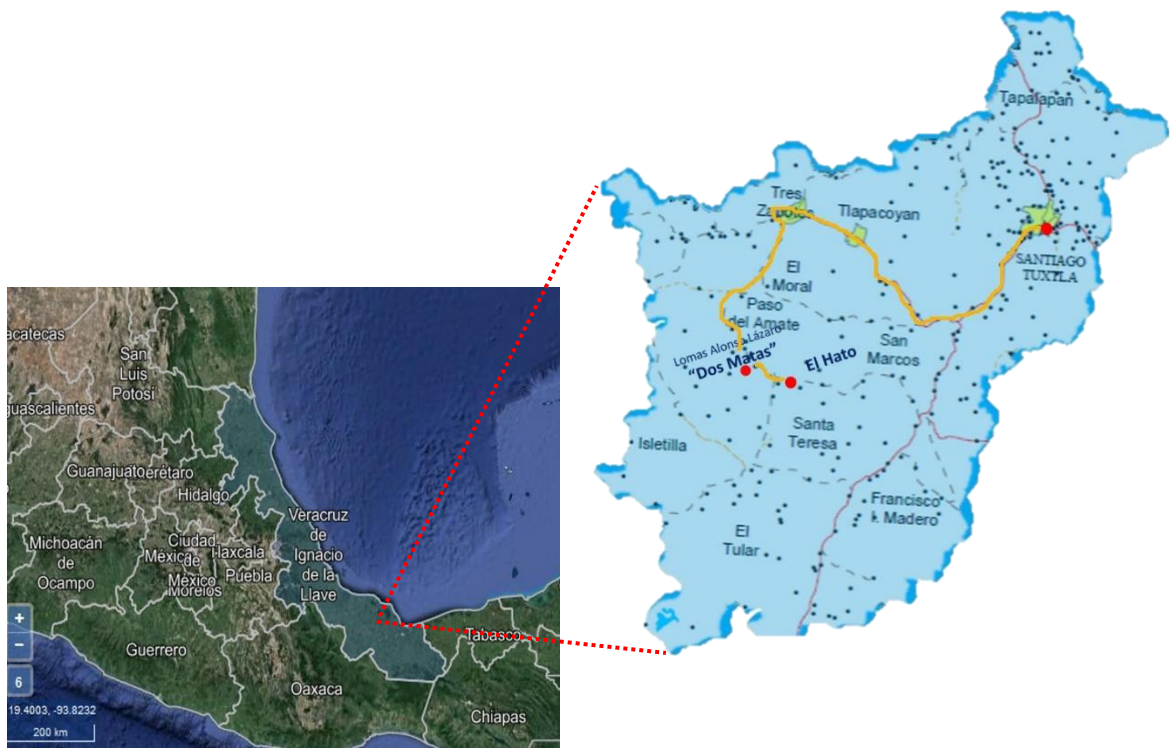 Tapalapan
Tres
Zapotes
Tlapacoyan
SANTIAGO
TUXTLA
El
Moral
Paso
del Amate
San
Marcos
Lomas Alonso Lázaro
“Dos Matas”
El Hato
Santa
Teresa
Isletilla
Francisco
I. Madero
El
Tular
acatecas
San
Luis
Potosí
guascalientes
Guanajuato
erétaro
Hidalgo
Veracruz
de
Ignacio
de la
Llave
Michoacán
de
Ocampo
México
Ciudad
de
México
Tlaxcala
Puebla
Morelos
Guerrero
Oaxaca
Tabasco
Chiapas
+
−
6
19.4003, -93.8232
200 km